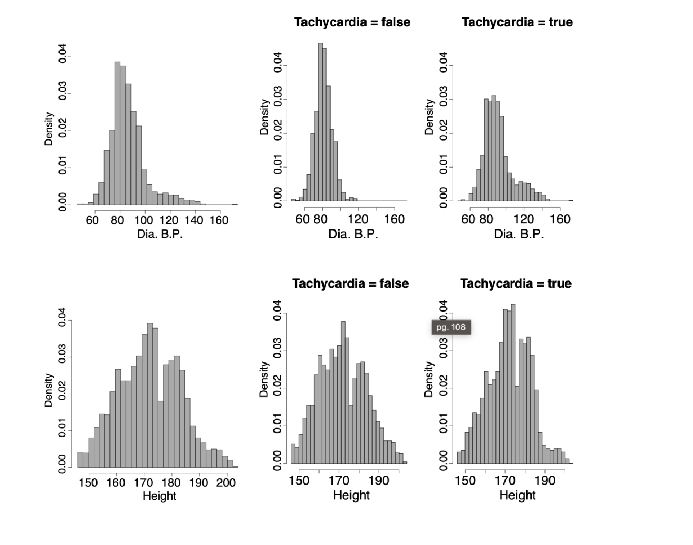 Tachycardia = false
Tachycardia = true
Density
0.00 0.01 0.02 0.03 0.04
60 80 100 120 140 160
Dia. B.P.
Density
0.00 0.01 0.02 0.03 0.04
60 80 120 160
Dia. B.P.
Density
0.00 0.01 0.02 0.03 0.04
60 80 120 160
Dia. B.P.
Tachycardia = false
Tachycardia = true
Density
0.00 0.01 0.02 0.03 0.04
150 160 170 180 190 200
Height
Density
0.00 0.01 0.02 0.03 0.04
150 170 190
Height
pg. 108
Density
0.00 0.01 0.02 0.03 0.04
150 170 190
Height